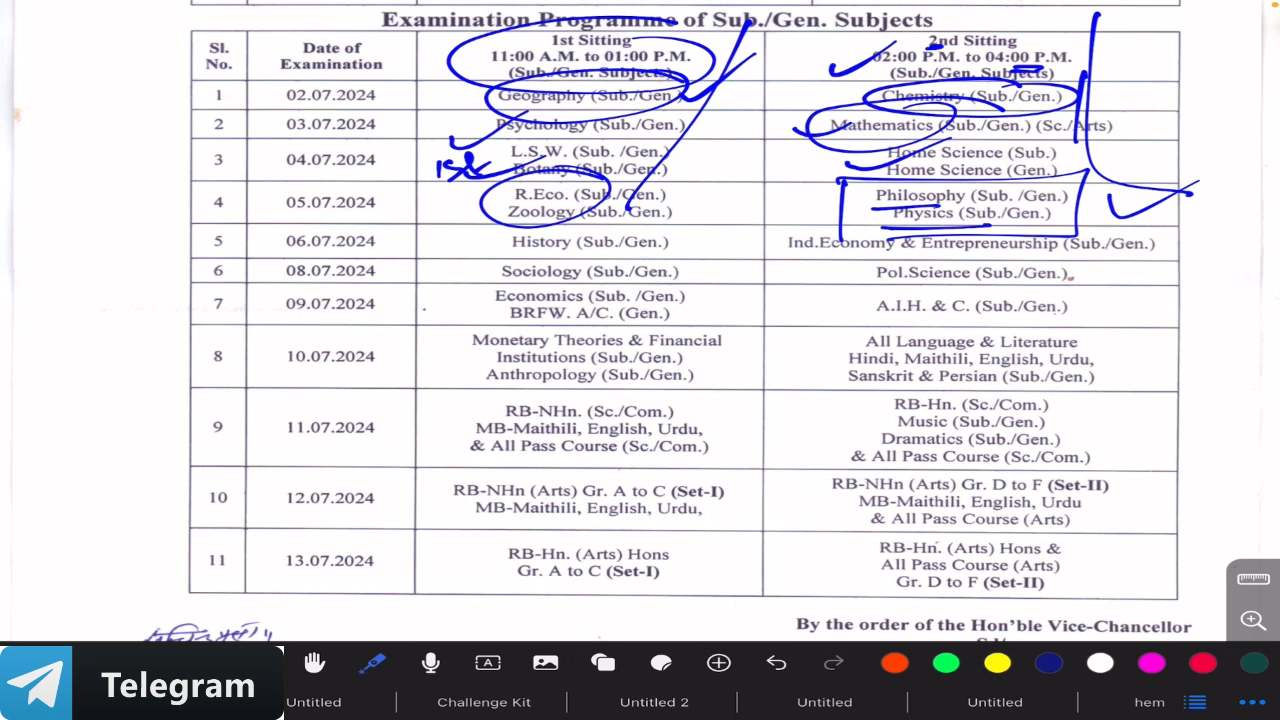 Examination Programme of Sub./Gen. Subjects
Sl. No.
Date of Examination
1st Sitting
11:00 A.M. to 01:00 P.M.
(Sub./Gen. Subjects)
2nd Sitting
02:00 P.M. to 04:00 P.M.
(Sub./Gen. Subjects)
1
02.07.2024
Geography (Sub./Gen.)
Chemistry (Sub./Gen.)
2
03.07.2024
Psychology (Sub./Gen.)
Mathematics (Sub./Gen.) (Sc./Arts)
3
04.07.2024
L.S.W. (Sub. /Gen.)
Botany (Sub./Gen.)
Home Science (Sub.)
Home Science (Gen.)
4
05.07.2024
R.Eco. (Sub./Gen.)
Zoology (Sub./Gen.)
Philosophy (Sub. /Gen.)
Physics (Sub./Gen.)
5
06.07.2024
History (Sub./Gen.)
Ind.Economy & Entrepreneurship (Sub./Gen.)
6
08.07.2024
Sociology (Sub./Gen.)
Pol.Science (Sub./Gen.)
7
09.07.2024
Economics (Sub. /Gen.)
BRFW. A/C. (Gen.)
A.I.H. & C. (Sub./Gen.)
8
10.07.2024
Monetary Theories & Financial
Institutions (Sub./Gen.)
Anthropology (Sub./Gen.)
All Language & Literature
Hindi, Maithili, English, Urdu,
Sanskrit & Persian (Sub./Gen.)
9
11.07.2024
RB-NHn. (Sc./Com.)
MB-Maithili, English, Urdu,
& All Pass Course (Sc./Com.)
RB-Hn. (Sc./Com.)
Music (Sub./Gen.)
Dramatics (Sub./Gen.)
& All Pass Course (Sc./Com.)
10
12.07.2024
RB-NHn (Arts) Gr. A to C (Set-I)
MB-Maithili, English, Urdu,
RB-NHn (Arts) Gr. D to F (Set-II)
MB-Maithili, English, Urdu
& All Pass Course (Arts)
11
13.07.2024
RB-Hn. (Arts) Hons
Gr. A to C (Set-I)
RB-Hn. (Arts) Hons &
All Pass Course (Arts)
Gr. D to F (Set-II)
By the order of the Hon'ble Vice-Chancellor
Telegram
Untitled
Challenge Kit
Untitled 2
Untitled
Untitled
hem